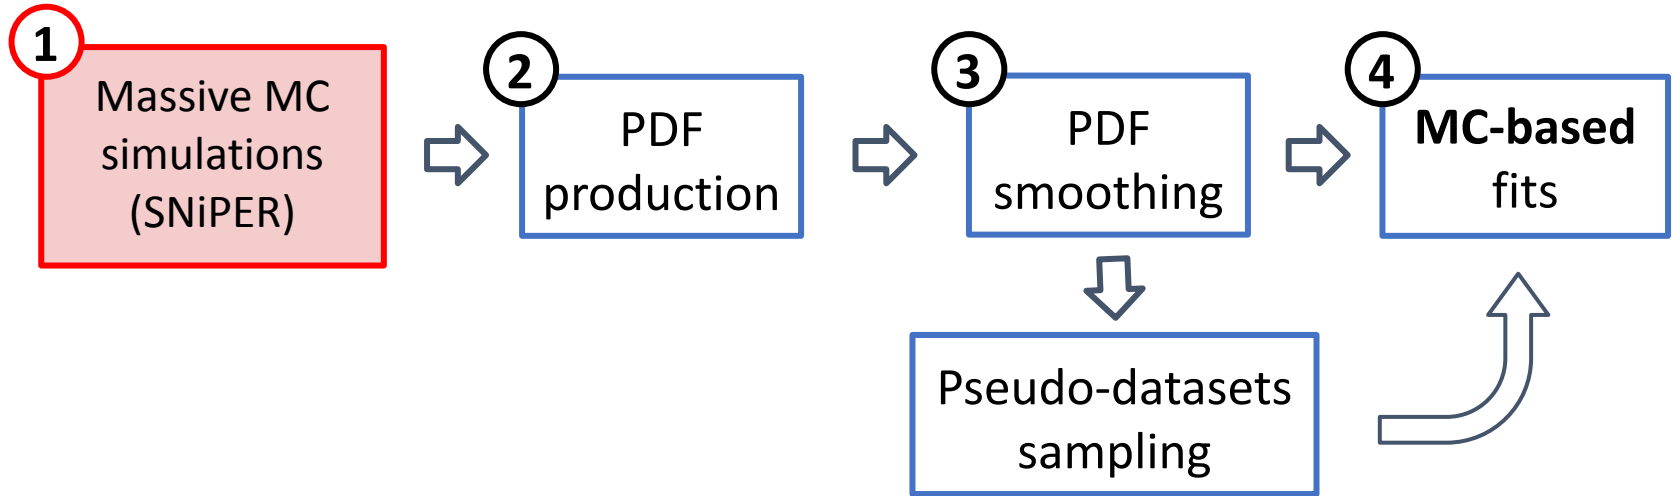 1
Massive MC
simulations
(SNiPER)
2
PDF
production
3
PDF
smoothing
4
MC-based
fits
Pseudo-datasets
sampling